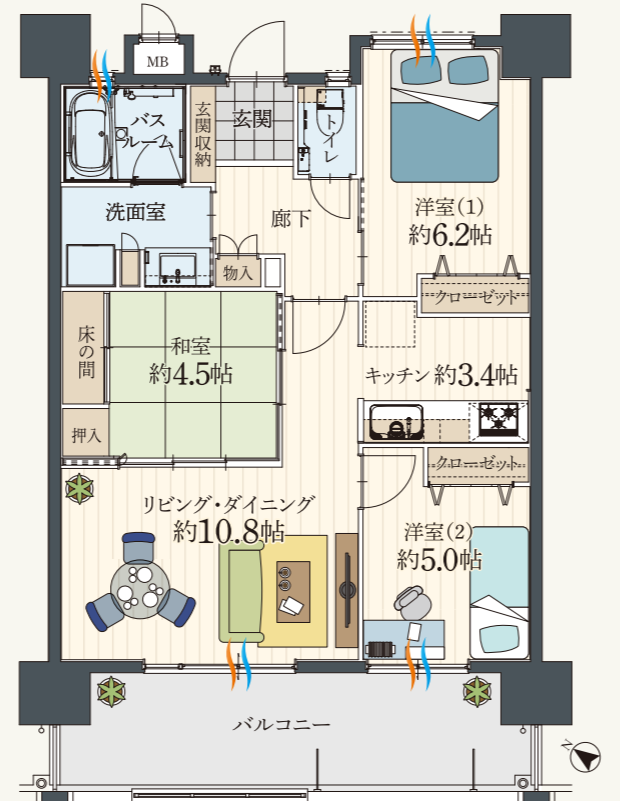 MB
バス
ルーム
玄関収納
玄関
トイレ
洗面室
廊下
洋室(1)
約6.2帖
物入
クローゼット
床の間
和室
約4.5帖
キッチン 約3.4帖
押入
クローゼット
リビング・ダイニング
約10.8帖
洋室(2)
約5.0帖
バルコニー
N